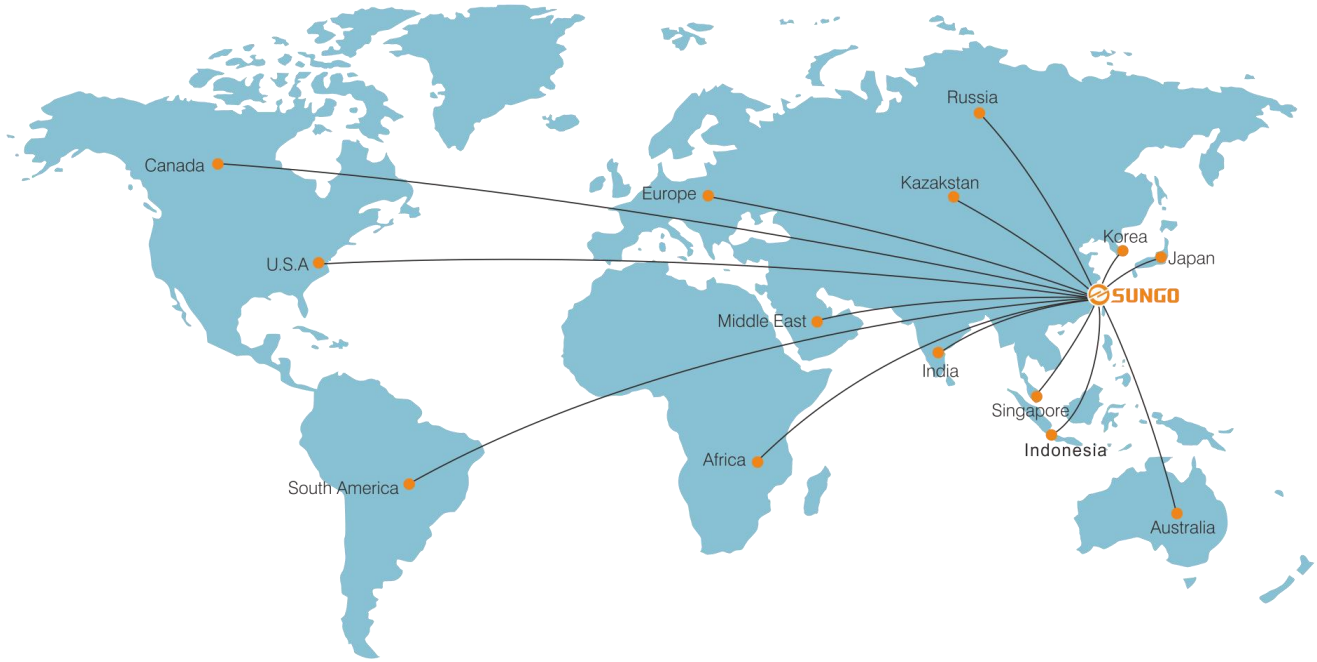 Russia
Canada
Kazakstan
Europe
Korea
Japan
U.S.A
SUNGO
Middle East
India
Singapore
Indonesia
Africa
South America
Australia